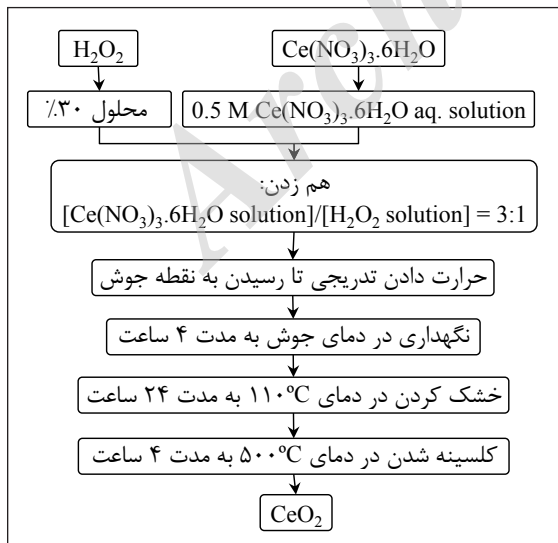 H₂O₂
Ce(NO₃)₃.6H₂O
محلول ۳۰٪
0.5 M Ce(NO₃)₃.6H₂O aq. solution
هم زدن:
[Ce(NO₃)₃.6H₂O solution]/[H₂O₂ solution] = 3:1
حرارت دادن تدریجی تا رسیدن به نقطه جوش
نگهداری در دمای جوش به مدت ۴ ساعت
خشک کردن در دمای ۱۱۰ºC به مدت ۲۴ ساعت
کلسینه شدن در دمای ۵۰۰ºC به مدت ۴ ساعت
CeO₂